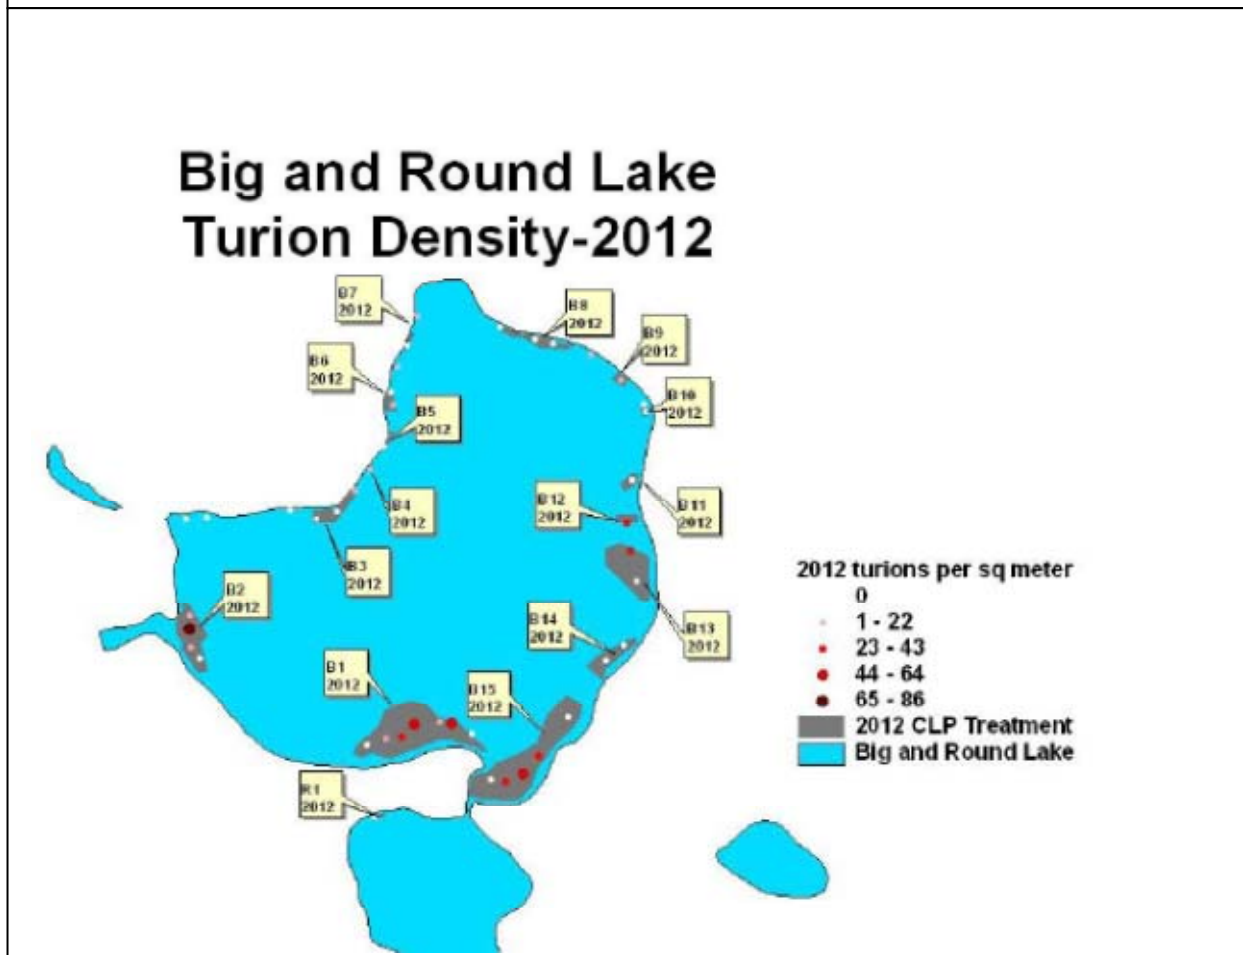 Big and Round Lake
Turion Density-2012
B7
2012
B8
2012
B9
2012
B6
2012
B10
2012
B5
2012
B4
2012
B11
2012
B12
2012
B3
2012
B2
2012
B13
2012
B14
2012
B1
2012
B15
2012
R1
2012
2012 turions per sq meter
0
1 - 22
23 - 43
44 - 64
65 - 86
2012 CLP Treatment
Big and Round Lake